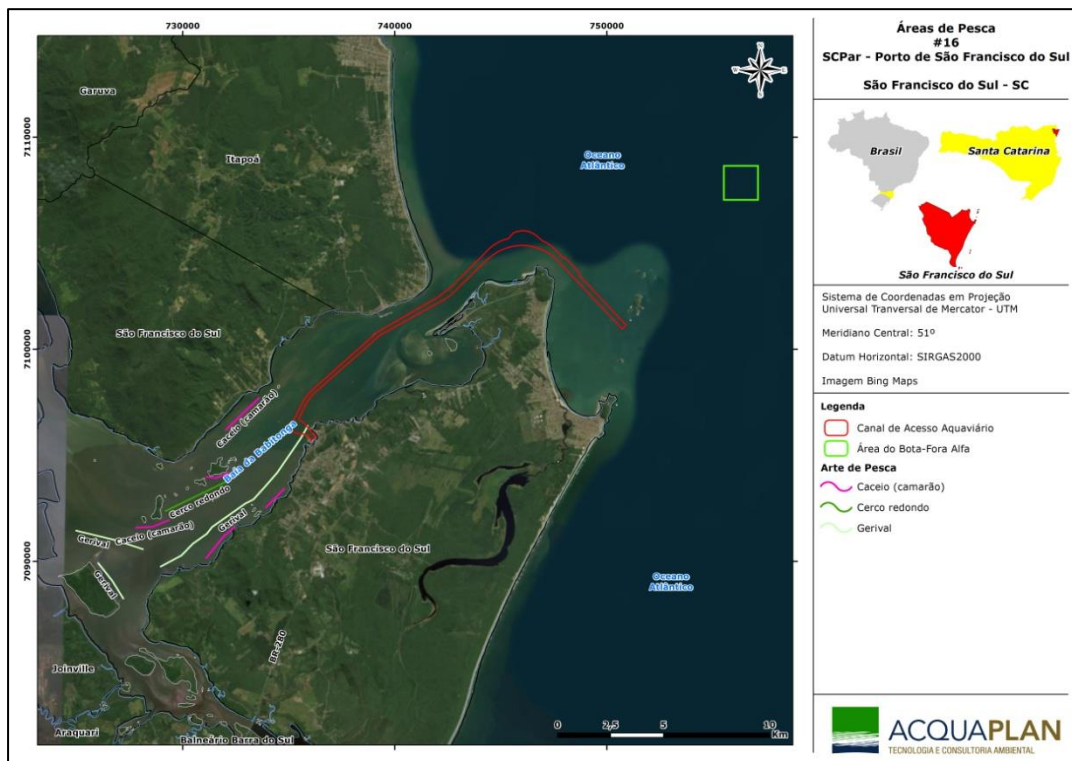 730000
740000
750000
7110000
7100000
7090000
7110000
7100000
7090000
Garuva
Itapoá
Oceano
Atlântico
São Francisco do Sul
Caceio (camarão)
Baia da Babitonga
Cerco redondo
Caceio (camarão)
Gerival
Gerival
Gerival
São Francisco do Sul
Oceano
Atlântico
BR-280
Joinville
Araquari
Balneário Barra do Sul
0 2,5 5 10
Km
Áreas de Pesca
#16
SCPar - Porto de São Francisco do Sul
São Francisco do Sul - SC
Brasil
Santa Catarina
São Francisco do Sul
Sistema de Coordenadas em Projeção
Universal Tranversal de Mercator - UTM
Meridiano Central: 51º
Datum Horizontal: SIRGAS2000
Imagem Bing Maps
Legenda
Canal de Acesso Aquaviário
Área do Bota-Fora Alfa
Arte de Pesca
Caceio (camarão)
Cerco redondo
Gerival
ACQUAPLAN
TECNOLOGIA E CONSULTORIA AMBIENTAL